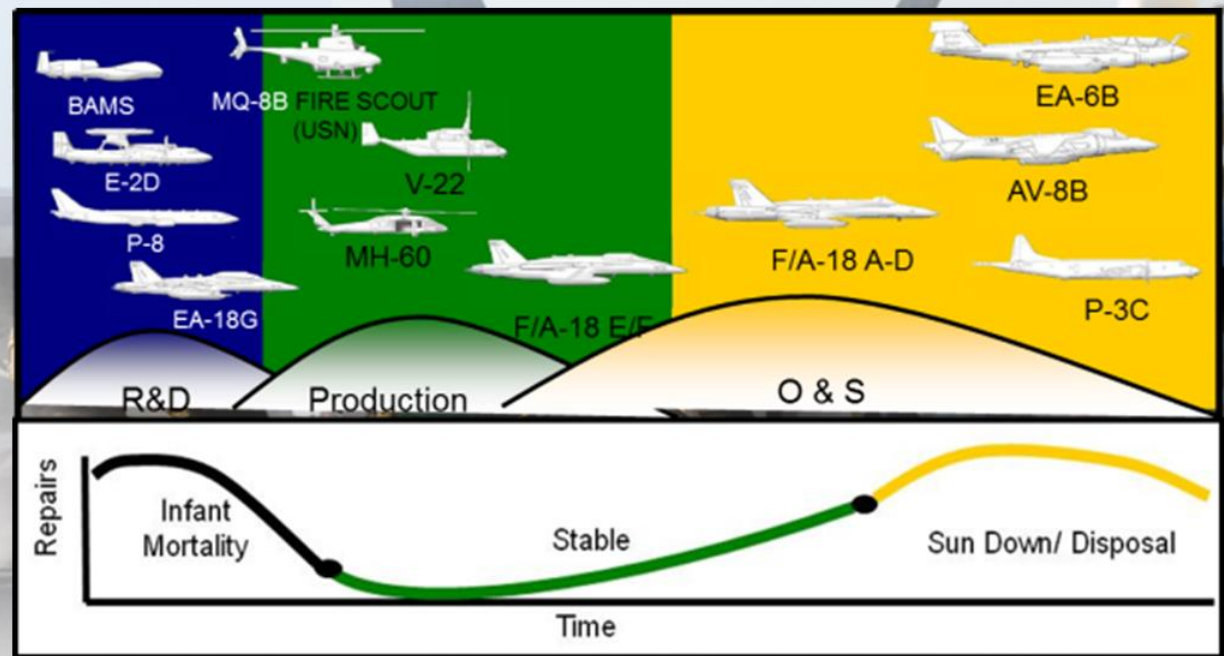 BAMS
MQ-8B FIRE SCOUT
(USN)
EA-6B
E-2D
V-22
AV-8B
P-8
MH-60
F/A-18 A-D
EA-18G
F/A-18 E/F
P-3C
R&D
Production
O & S
Repairs
Infant
Mortality
Stable
Sun Down/ Disposal
Time